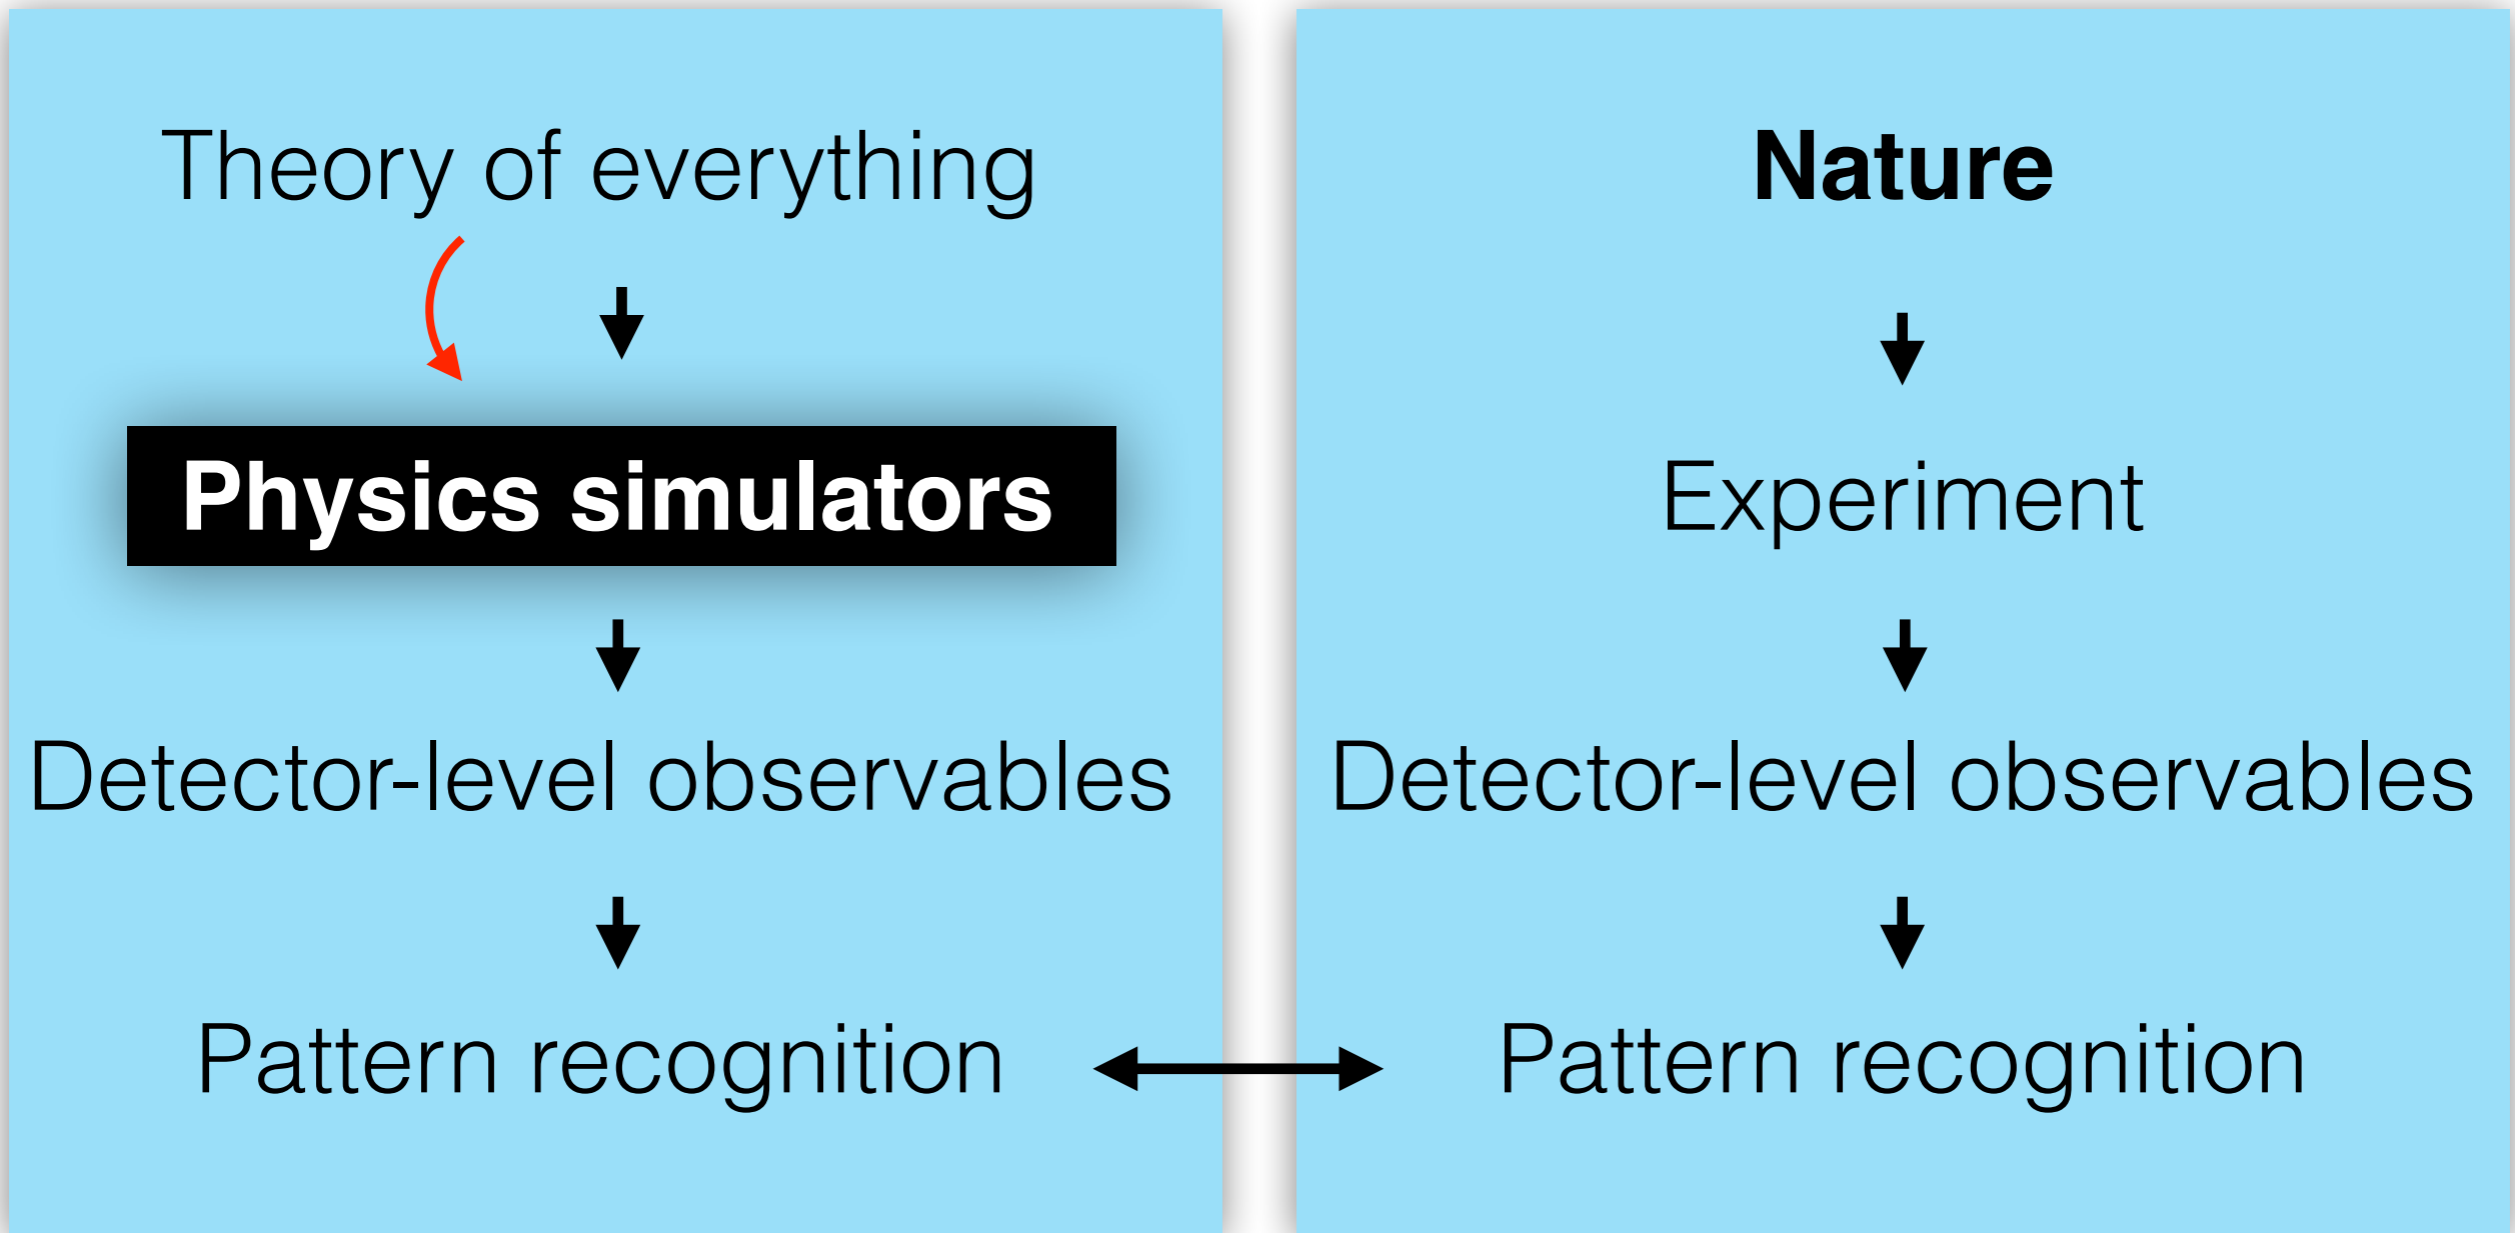 Theory of everything
Physics simulators
Detector-level observables
Pattern recognition
Nature
Experiment
Detector-level observables
Pattern recognition